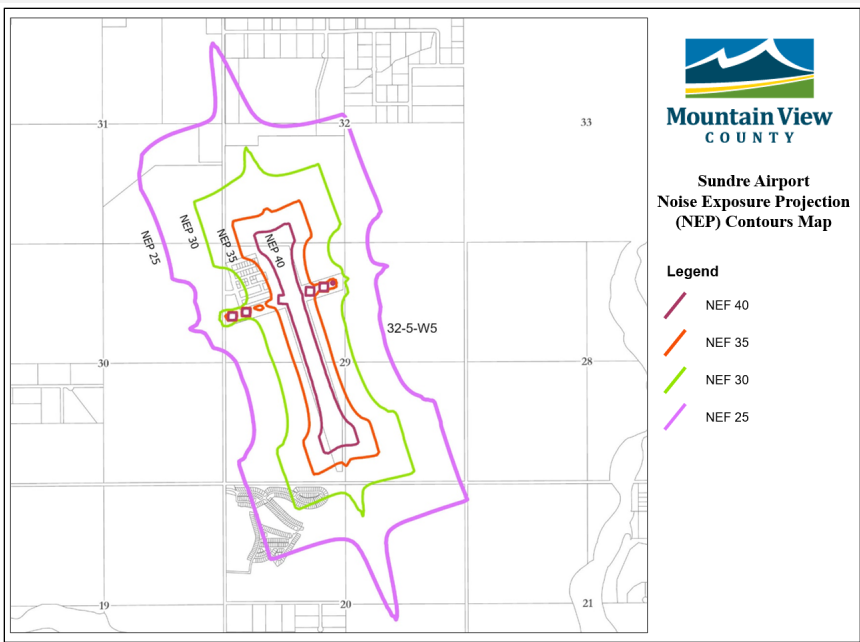 31
32
33
NEP 25
NEP 30
NEP 35
NEP 40
32-5-W5
30
29
28
19
20
21
Mountain View
COUNTY
Sundre Airport
Noise Exposure Projection
(NEP) Contours Map
Legend
NEF 40
NEF 35
NEF 30
NEF 25